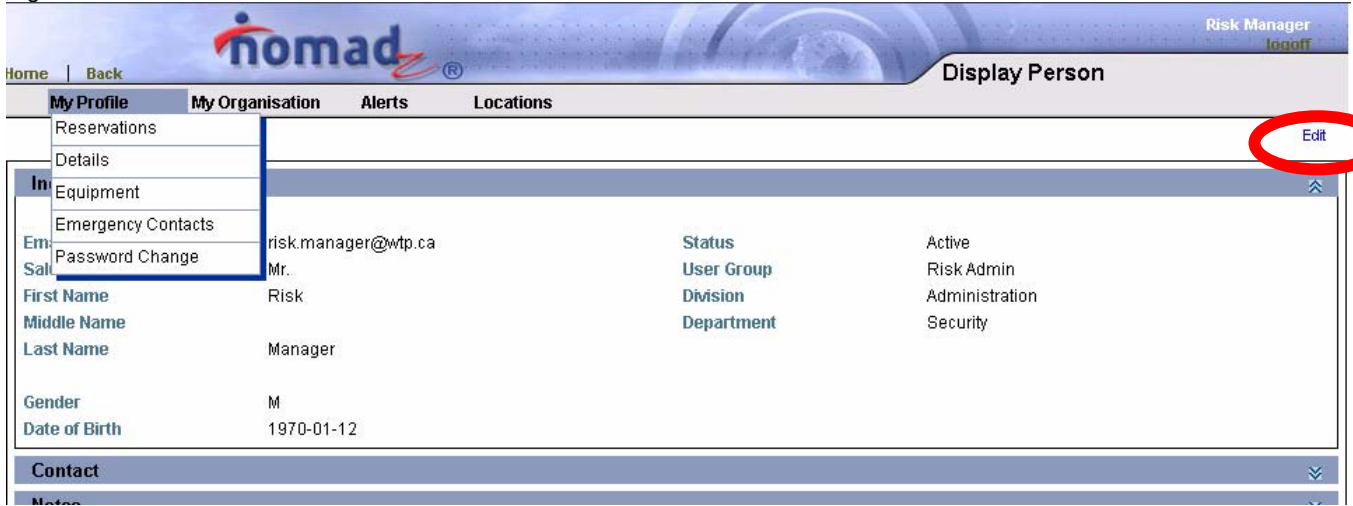 Risk Manager
logoff
nomad ®
Home | Back
Display Person
My Profile My Organisation Alerts Locations
Reservations
Edit
Details
Equipment
Emergency Contacts
risk.manager@wtp.ca Status Active
Password Change
Mr. User Group Risk Admin
First Name Risk Division Administration
Middle Name Department Security
Last Name Manager
Gender M
Date of Birth 1970-01-12
Contact
Notes